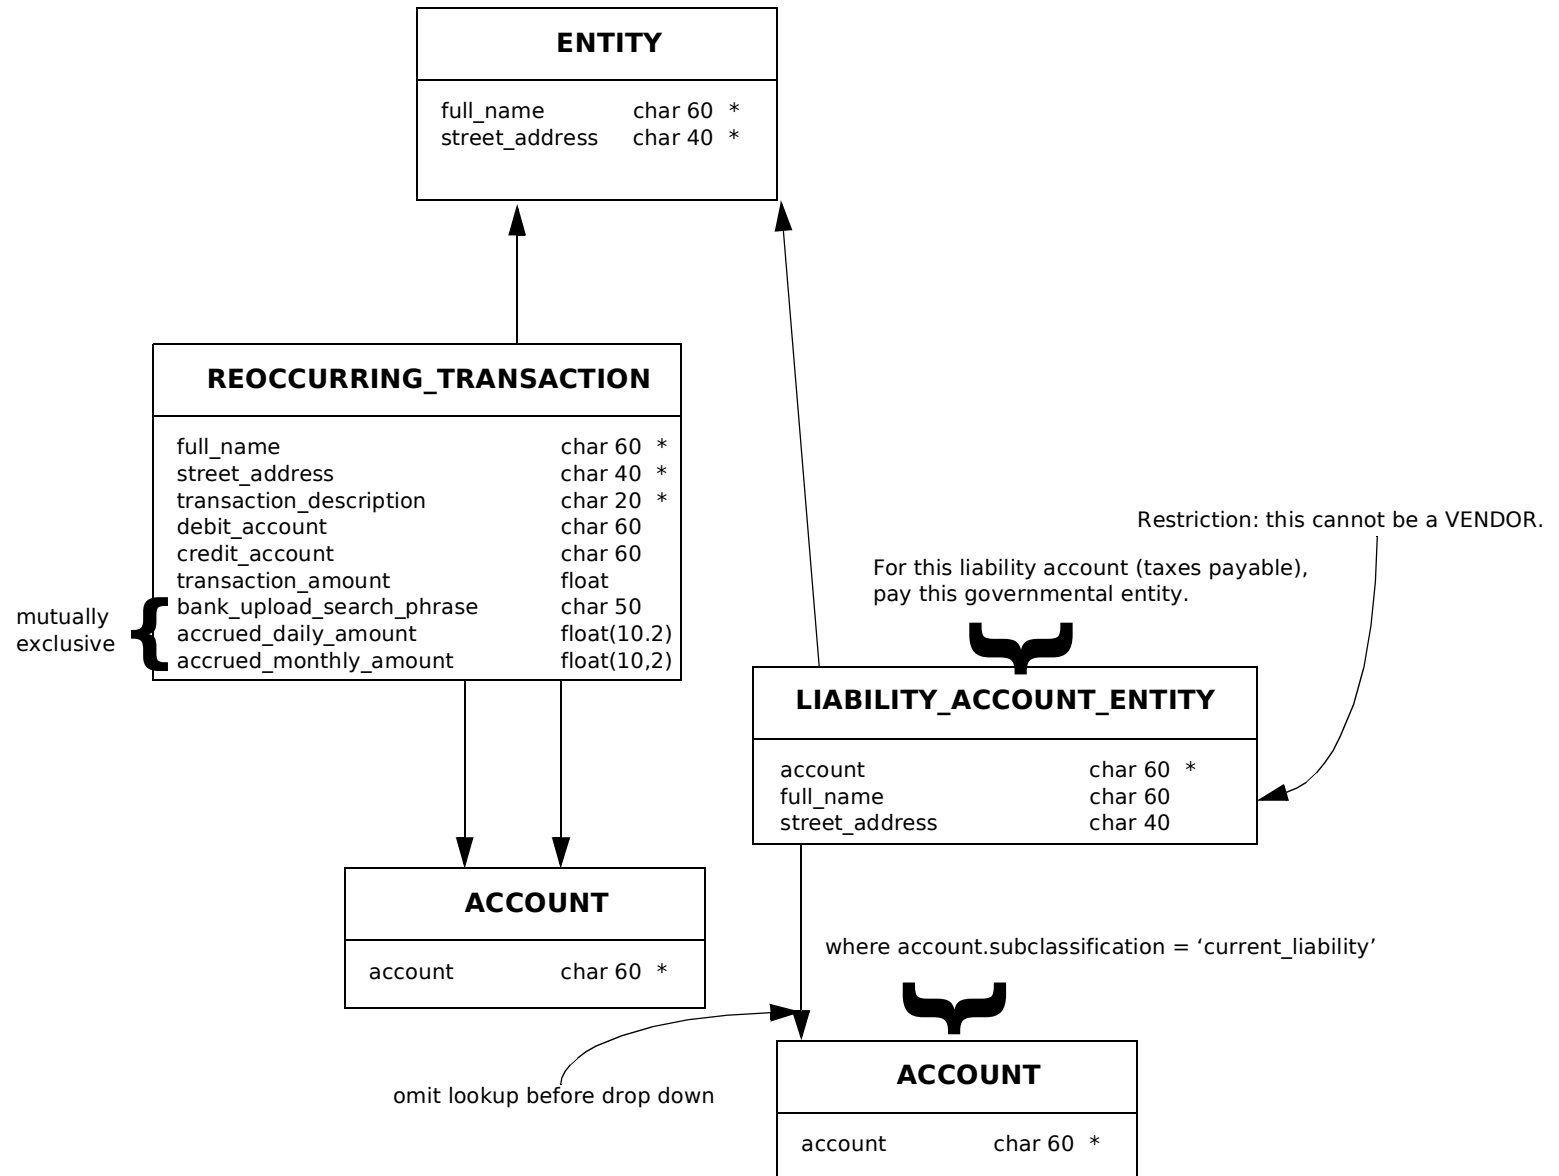 ENTITY
full_name char 60 *
street_address char 40 *
REOCCURRING_TRANSACTION
full_name char 60 *
street_address char 40 *
transaction_description char 20 *
debit_account char 60
credit_account char 60
transaction_amount float
bank_upload_search_phrase char 50
accrued_daily_amount float(10.2)
accrued_monthly_amount float(10,2)
mutually
exclusive
Restriction: this cannot be a VENDOR.
For this liability account (taxes payable),
pay this governmental entity.
LIABILITY_ACCOUNT_ENTITY
account char 60 *
full_name char 60
street_address char 40
ACCOUNT
account char 60 *
where account.subclassification = ‘current_liability’
omit lookup before drop down
ACCOUNT
account char 60 *